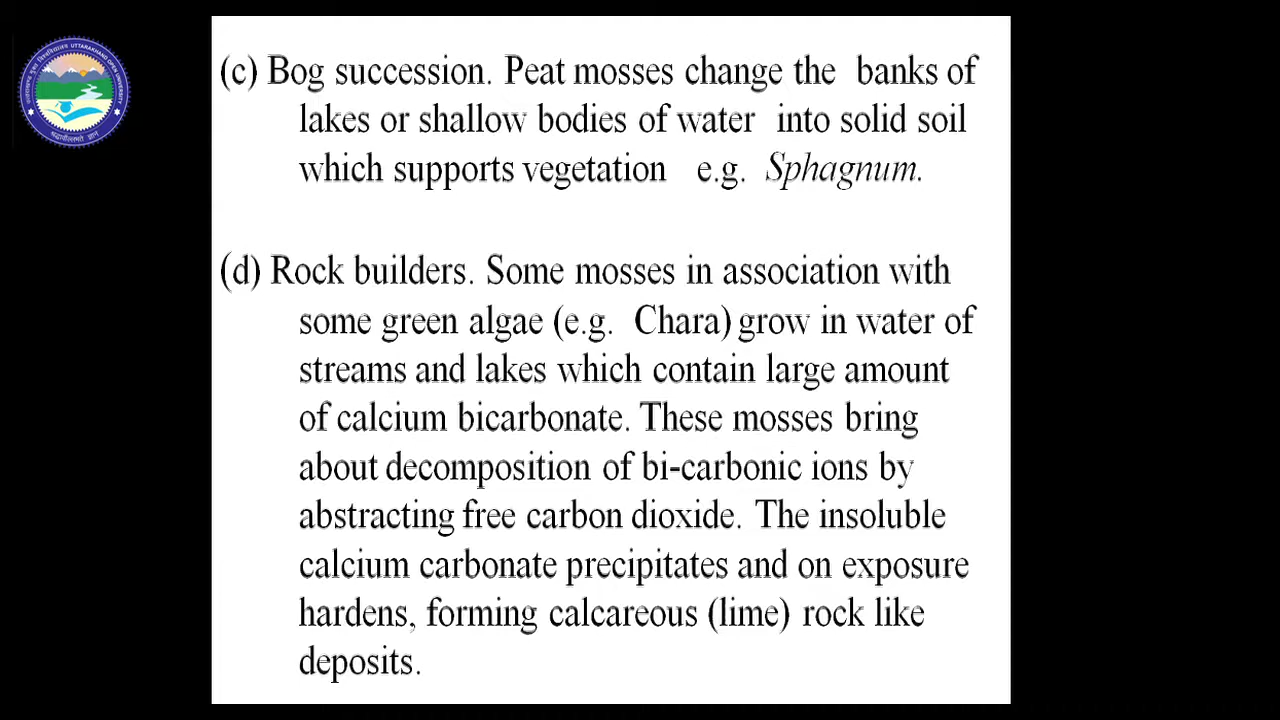 (c) Bog succession. Peat mosses change the banks of
lakes or shallow bodies of water into solid soil
which supports vegetation e.g. Sphagnum.
(d) Rock builders. Some mosses in association with
some green algae (e.g. Chara) grow in water of
streams and lakes which contain large amount
of calcium bicarbonate. These mosses bring
about decomposition of bi-carbonic ions by
abstracting free carbon dioxide. The insoluble
calcium carbonate precipitates and on exposure
hardens, forming calcareous (lime) rock like
deposits.
UTTARAKHAND OPEN UNIVERSITY